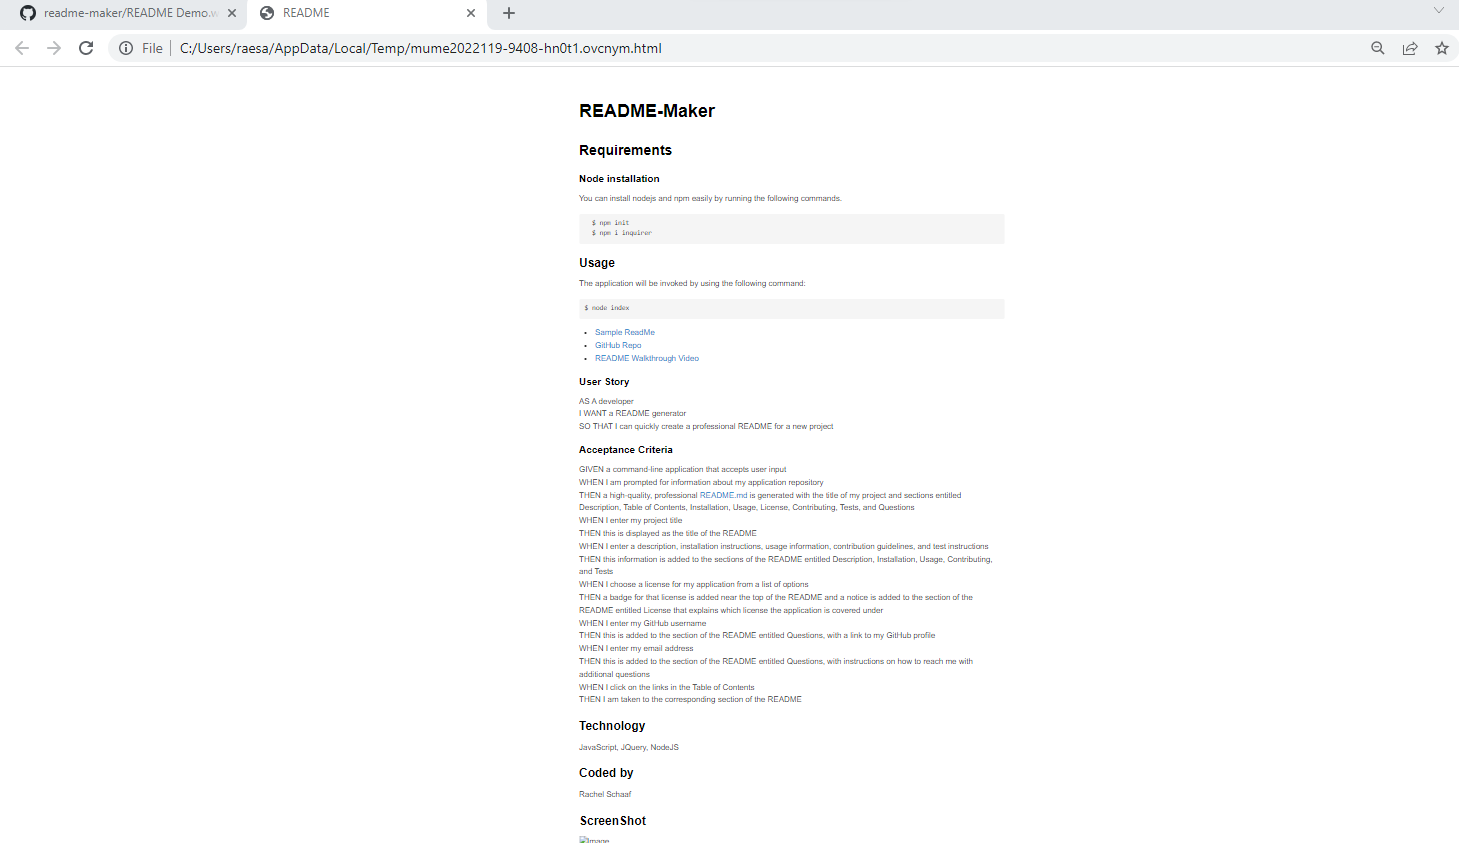 readme-maker/README Demo.w
README
File
C:/Users/raesa/AppData/Local/Temp/mume2022119-9408-hn0t1.ovcnym.html
README-Maker
Requirements
Node installation
You can install nodejs and npm easily by running the following commands.
$ npm init
$ npm i inquirer
Usage
The application will be invoked by using the following command:
$ node index
• Sample ReadMe
• GitHub Repo
• README Walkthrough Video
User Story
AS A developer
I WANT a README generator
SO THAT I can quickly create a professional README for a new project
Acceptance Criteria
GIVEN a command-line application that accepts user input
WHEN I am prompted for information about my application repository
THEN a high-quality, professional README.md is generated with the title of my project and sections entitled
Description, Table of Contents, Installation, Usage, License, Contributing, Tests, and Questions
WHEN I enter my project title
THEN this is displayed as the title of the README
WHEN I enter a description, installation instructions, usage information, contribution guidelines, and test instructions
THEN this information is added to the sections of the README entitled Description, Installation, Usage, Contributing,
and Tests
WHEN I choose a license for my application from a list of options
THEN a badge for that license is added near the top of the README and a notice is added to the section of the
README entitled License that explains which license the application is covered under
WHEN I enter my GitHub username
THEN this is added to the section of the README entitled Questions, with a link to my GitHub profile
WHEN I enter my email address
THEN this is added to the section of the README entitled Questions, with instructions on how to reach me with
additional questions
WHEN I click on the links in the Table of Contents
THEN I am taken to the corresponding section of the README
Technology
JavaScript, JQuery, NodeJS
Coded by
Rachel Schaaf
ScreenShot
Image